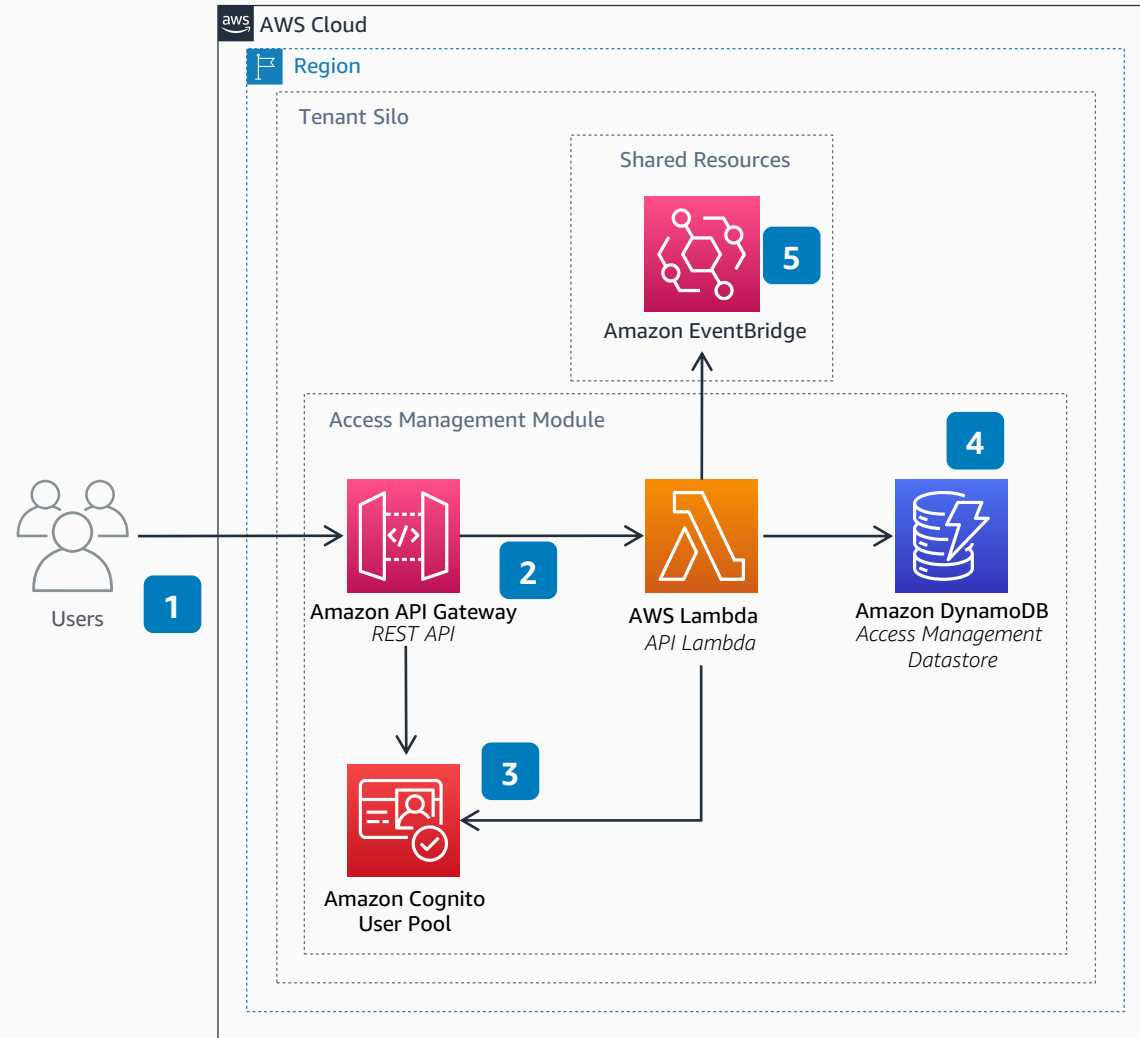 aws
AWS Cloud
Region
Tenant Silo
Shared Resources
5
Amazon EventBridge
Access Management Module
4
</>
2
1
Users
Amazon API Gateway
REST API
AWS Lambda
API Lambda
Amazon DynamoDB
Access Management
Datastore
3
Amazon Cognito
User Pool